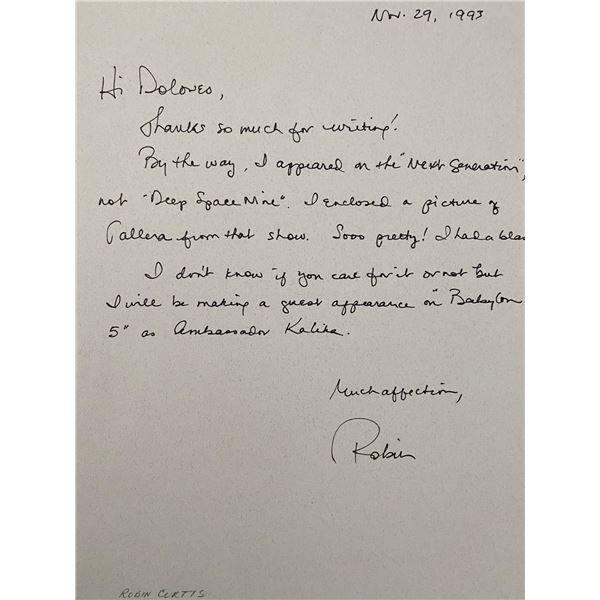 Nov. 29, 1993
Hi Dolores,
Thanks so much for writing!
By the way, I appeared on the "Next Generation",
not "Deep Space Nine". I enclosed a picture of
Tallera from that show. Sooo pretty! I had a blas
I don't know if you care for it or not but
I will be making a guest appearance on "Babylon
5" as Ambassador Kalika.
Much affection,
Robin
ROBIN CURTIS